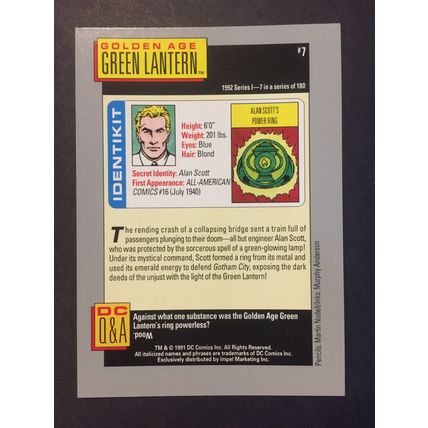 GOLDEN AGE
GREEN LANTERN™
#7
1992 Series I—7 in a series of 180
IDENTIKIT
Height: 6'0"
Weight: 201 lbs.
Eyes: Blue
Hair: Blond
Secret Identity: Alan Scott
First Appearance: ALL-AMERICAN
COMICS #16 (July 1940)
ALAN SCOTT'S
POWER RING
The rending crash of a collapsing bridge sent a train full of
passengers plunging to their doom—all but engineer Alan Scott,
who was protected by the sorcerous spell of a green-glowing lamp!
Under its mystical command, Scott formed a ring from its metal and
used its emerald energy to defend Gotham City, exposing the dark
deeds of the unjust with the light of the Green Lantern!
DC
Q&A
Against what one substance was the Golden Age Green
Lantern's ring powerless?
Wood.
TM & © 1991 DC Comics Inc. All Rights Reserved.
All italicized names and phrases are trademarks of DC Comics Inc.
Exclusively distributed by Impel Marketing Inc.
Pencils: Martin Nodell/Inks: Murphy Anderson